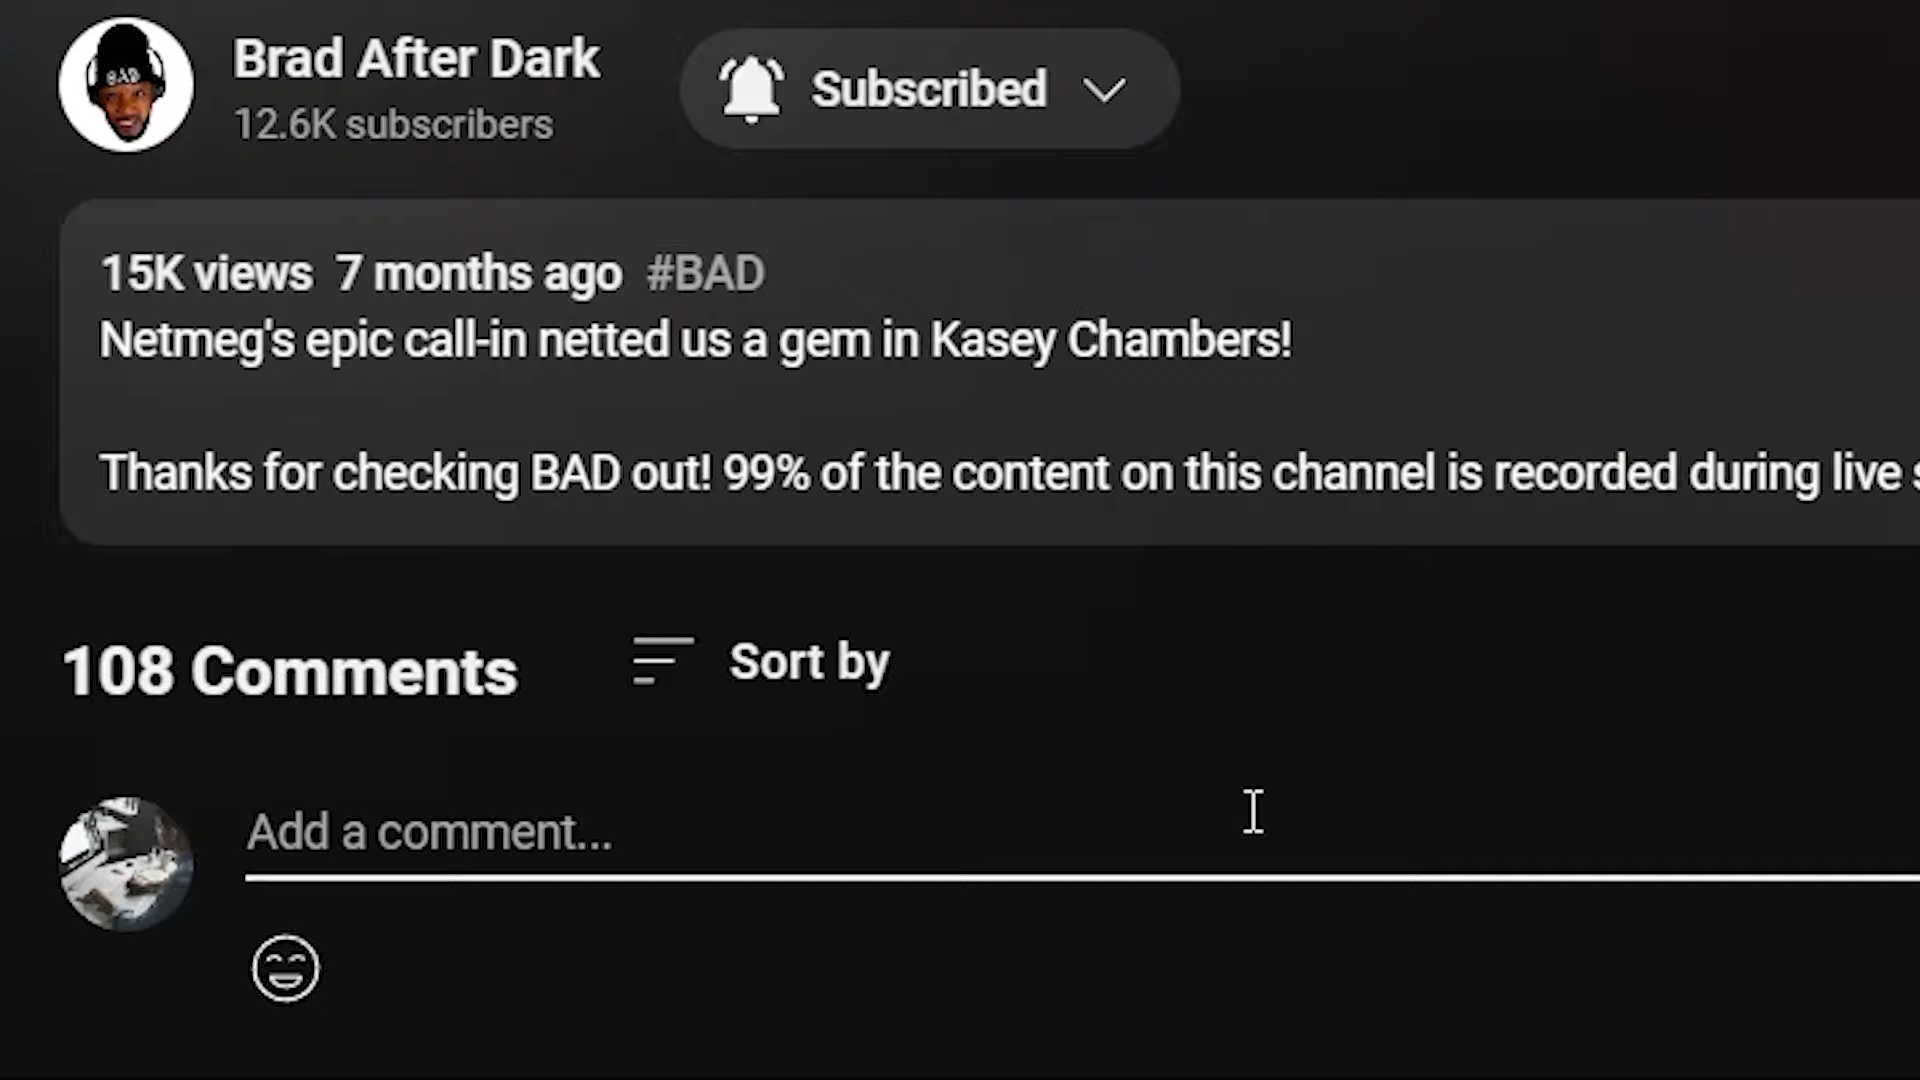 BAD
Brad After Dark
12.6K subscribers
Subscribed
15K views 7 months ago #BAD
Netmeg's epic call-in netted us a gem in Kasey Chambers!
Thanks for checking BAD out! 99% of the content on this channel is recorded during live
108 Comments
Sort by
Add a comment...